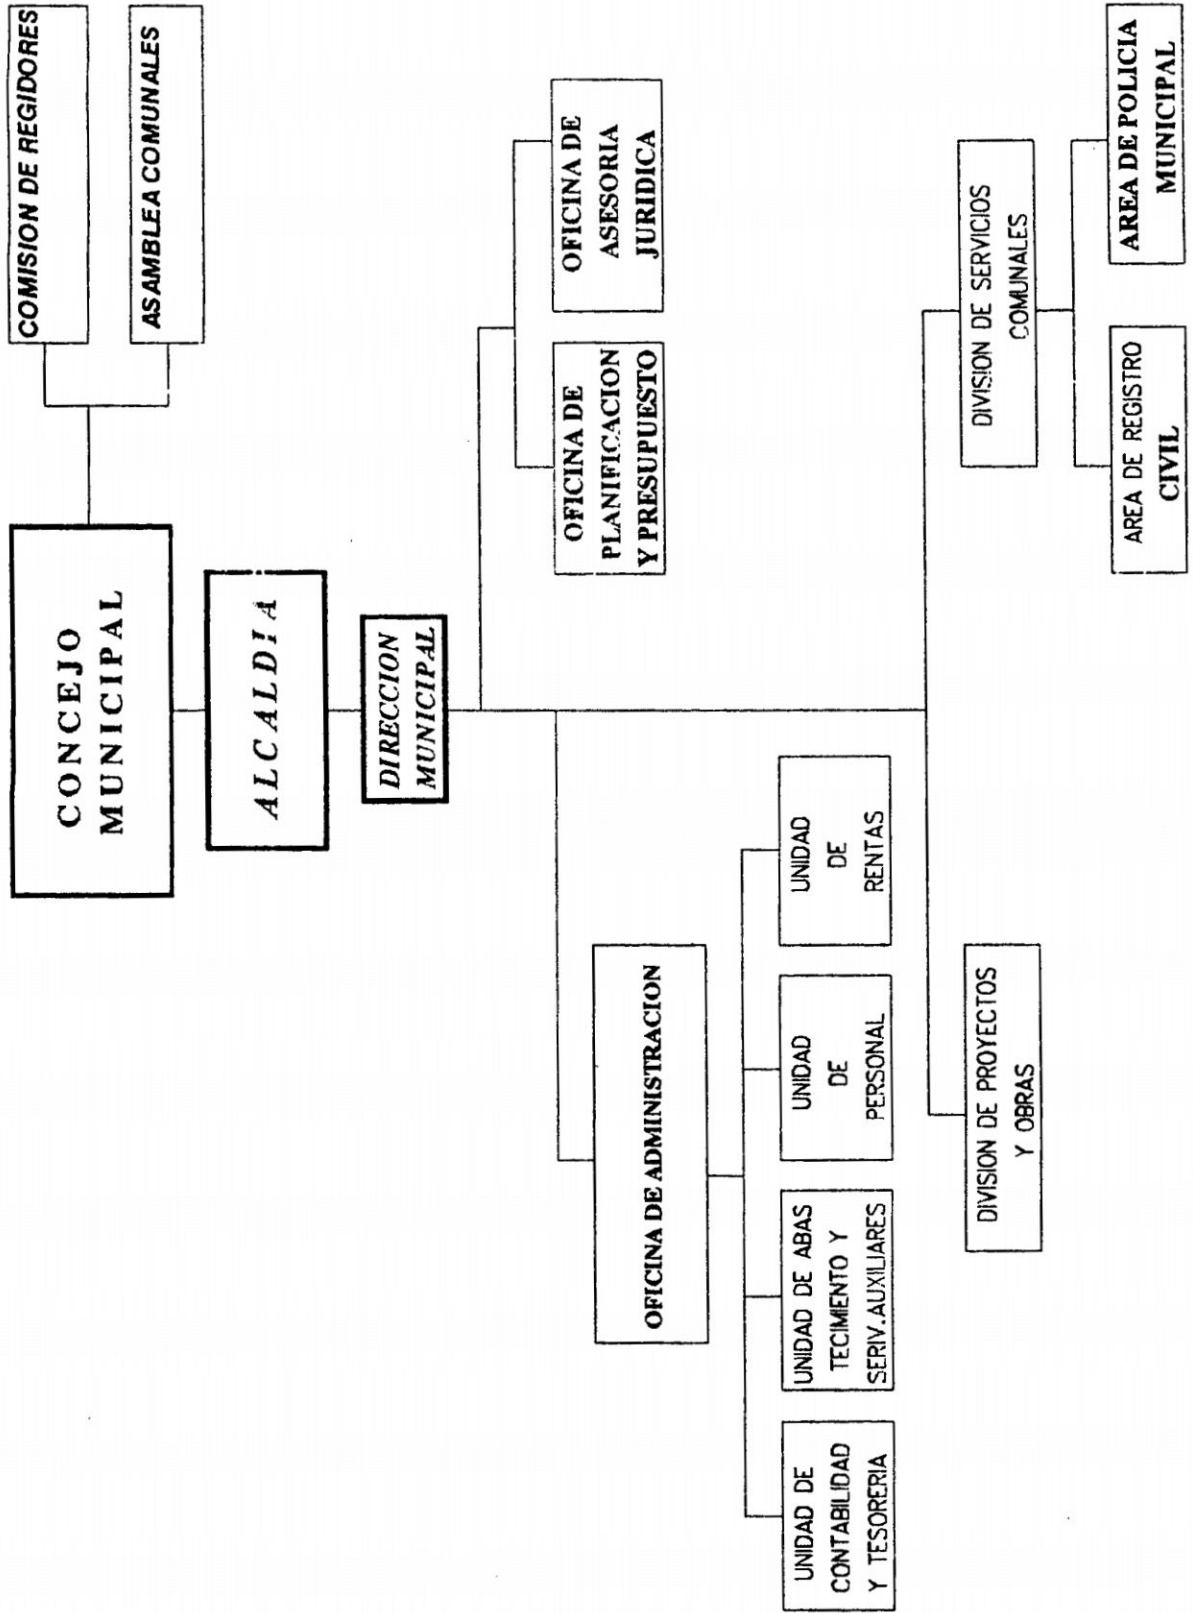 COMISION DE REGIDORES
ASAMBLEA COMUNALES
CONCEJO
MUNICIPAL
ALCALDIA
DIRECCION
MUNICIPAL
OFICINA DE
PLANIFICACION
Y PRESUPUESTO
OFICINA DE
ASESORIA
JURIDICA
OFICINA DE ADMINISTRACION
UNIDAD DE
CONTABILIDAD
Y TESORERIA
UNIDAD DE ABAS
TECIMIENTO Y
SERIV.AUXILIARES
UNIDAD
DE
PERSONAL
UNIDAD
DE
RENTAS
DIVISION DE PROYECTOS
Y OBRAS
DIVISION DE SERVICIOS
COMUNALES
AREA DE REGISTRO
CIVIL
AREA DE POLICIA
MUNICIPAL